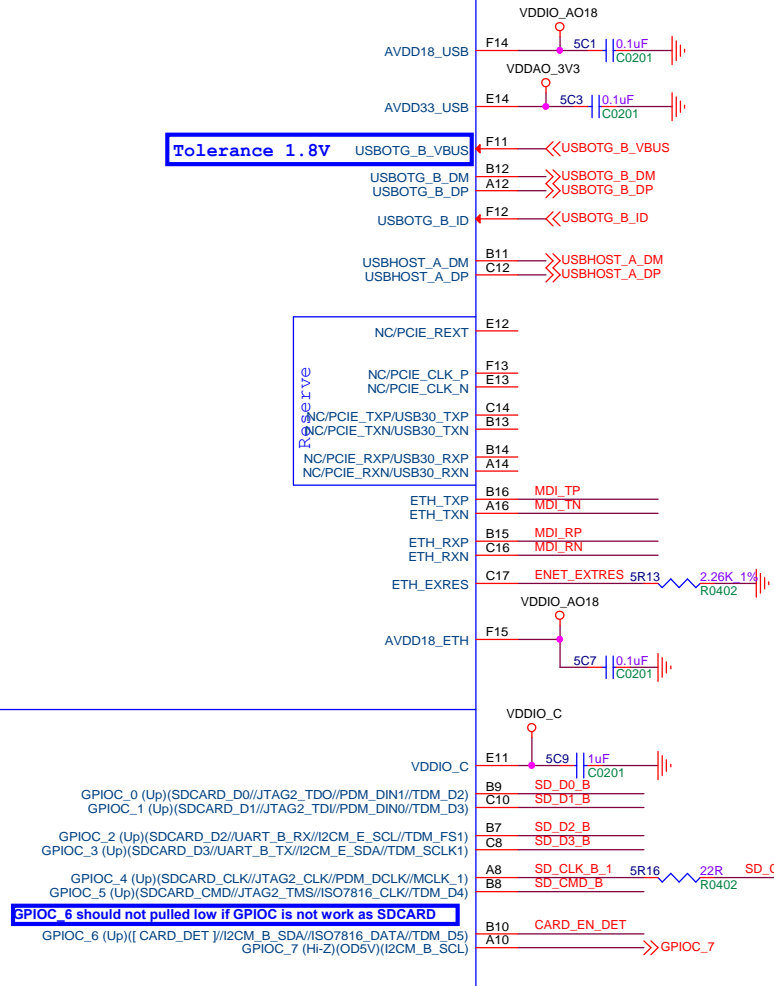 VDDIO_AO18
AVDD18_USB F14 5C1 0.1uF
C0201
VDDAO_3V3
AVDD33_USB E14 5C3 0.1uF
C0201
Tolerance 1.8V USBOTG_B_VBUS F11 USBOTG_B_VBUS
USBOTG_B_DM B12 USBOTG_B_DM
USBOTG_B_DP A12 USBOTG_B_DP
USBOTG_B_ID F12 USBOTG_B_ID
USBHOST_A_DM B11 USBHOST_A_DM
USBHOST_A_DP C12 USBHOST_A_DP
Reserve
NC/PCIE_REXT E12
NC/PCIE_CLK_P F13
NC/PCIE_CLK_N E13
NC/PCIE_TXP/USB30_TXP C14
NC/PCIE_TXN/USB30_TXN B13
NC/PCIE_RXP/USB30_RXP B14
NC/PCIE_RXN/USB30_RXN A14
ETH_TXP B16 MDI_TP
ETH_TXN A16 MDI_TN
ETH_RXP B15 MDI_RP
ETH_RXN C16 MDI_RN
ETH_EXRES C17 ENET_EXTRES 5R13 2.26K_1%
R0402
VDDIO_AO18
AVDD18_ETH F15
5C7 0.1uF
C0201
VDDIO_C
VDDIO_C E11 5C9 1uF
C0201
GPIOC_0 (Up)(SDCARD_D0//JTAG2_TDO//PDM_DIN1//TDM_D2) B9 SD_D0_B
GPIOC_1 (Up)(SDCARD_D1//JTAG2_TDI//PDM_DIN0//TDM_D3) C10 SD_D1_B
GPIOC_2 (Up)(SDCARD_D2//UART_B_RX//I2CM_E_SCL//TDM_FS1) B7 SD_D2_B
GPIOC_3 (Up)(SDCARD_D3//UART_B_TX//I2CM_E_SDA//TDM_SCLK1) C8 SD_D3_B
GPIOC_4 (Up)(SDCARD_CLK//JTAG2_CLK//PDM_DCLK//MCLK_1) A8 SD_CLK_B_1 5R16 22R
GPIOC_5 (Up)(SDCARD_CMD//JTAG2_TMS//ISO7816_CLK//TDM_D4) B8 SD_CMD_B R0402
GPIOC_6 should not pulled low if GPIOC is not work as SDCARD
GPIOC_6 (Up)([ CARD_DET ]//I2CM_B_SDA//ISO7816_DATA//TDM_D5) B10 CARD_EN_DET
GPIOC_7 (Hi-Z)(OD5V)(I2CM_B_SCL) A10 GPIOC_7